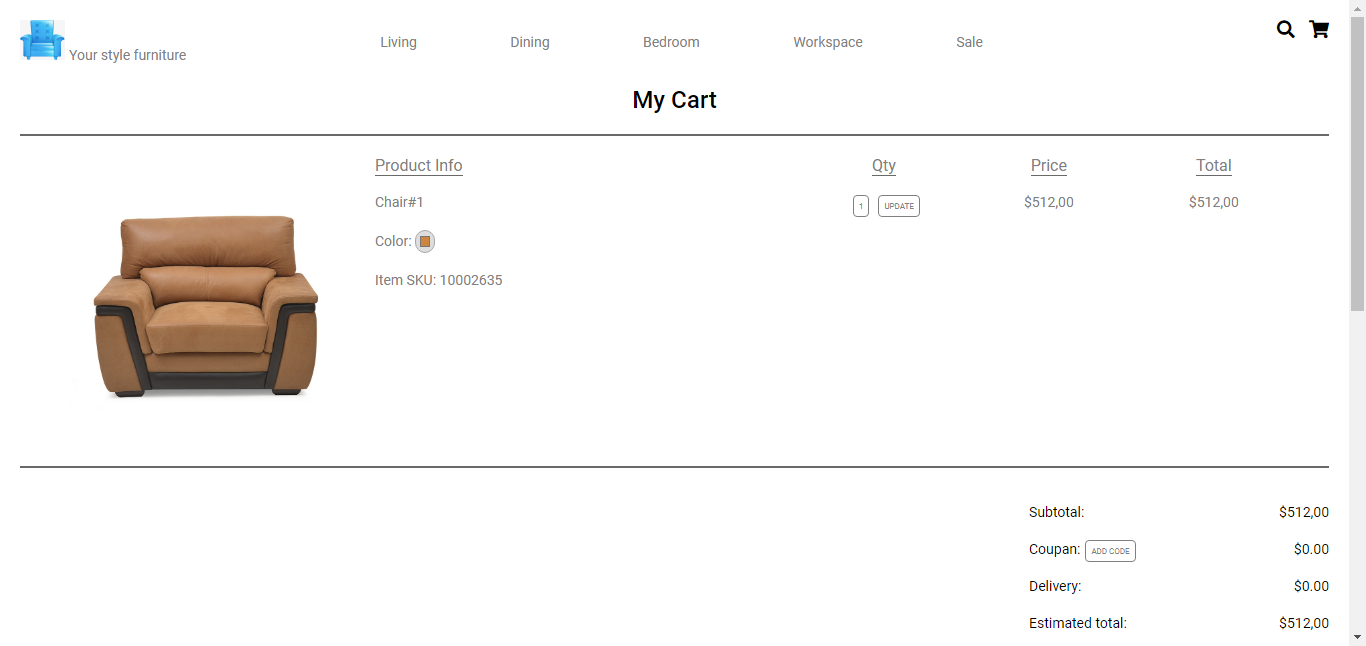 Your style furniture
Living Dining Bedroom Workspace Sale
My Cart
Product Info Qty Price Total
Chair#1 1 UPDATE $512,00 $512,00
Color:
Item SKU: 10002635
Subtotal: $512,00
Coupan: ADD CODE $0.00
Delivery: $0.00
Estimated total: $512,00